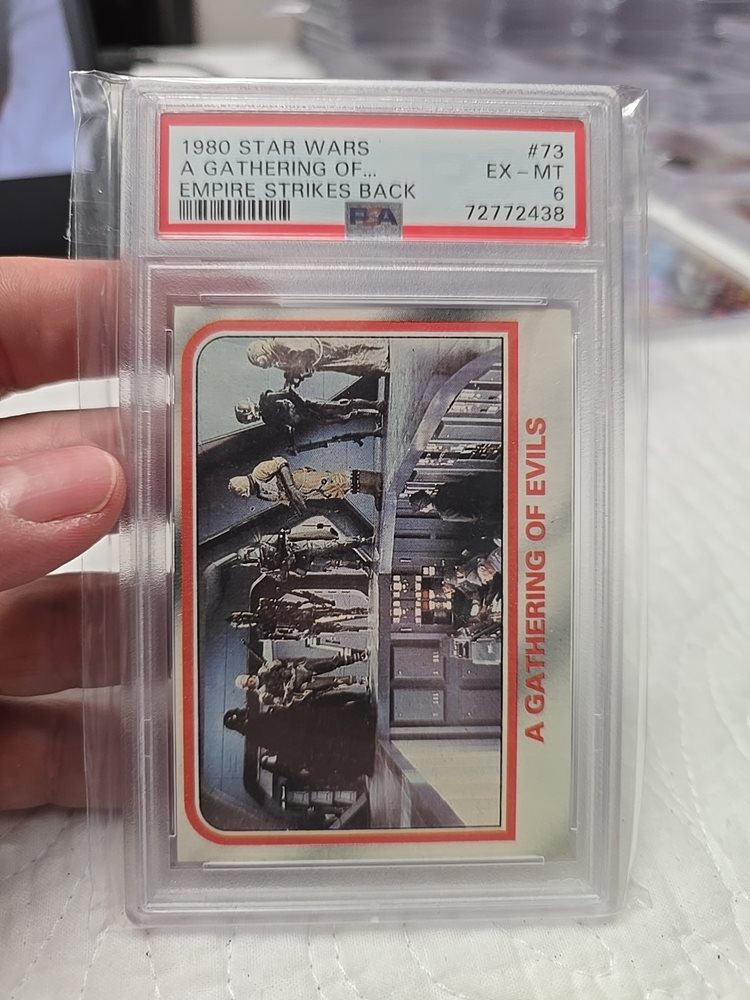 1980 STAR WARS #73
A GATHERING OF... EX - MT
EMPIRE STRIKES BACK 6
PSA 72772438
A GATHERING OF EVILS